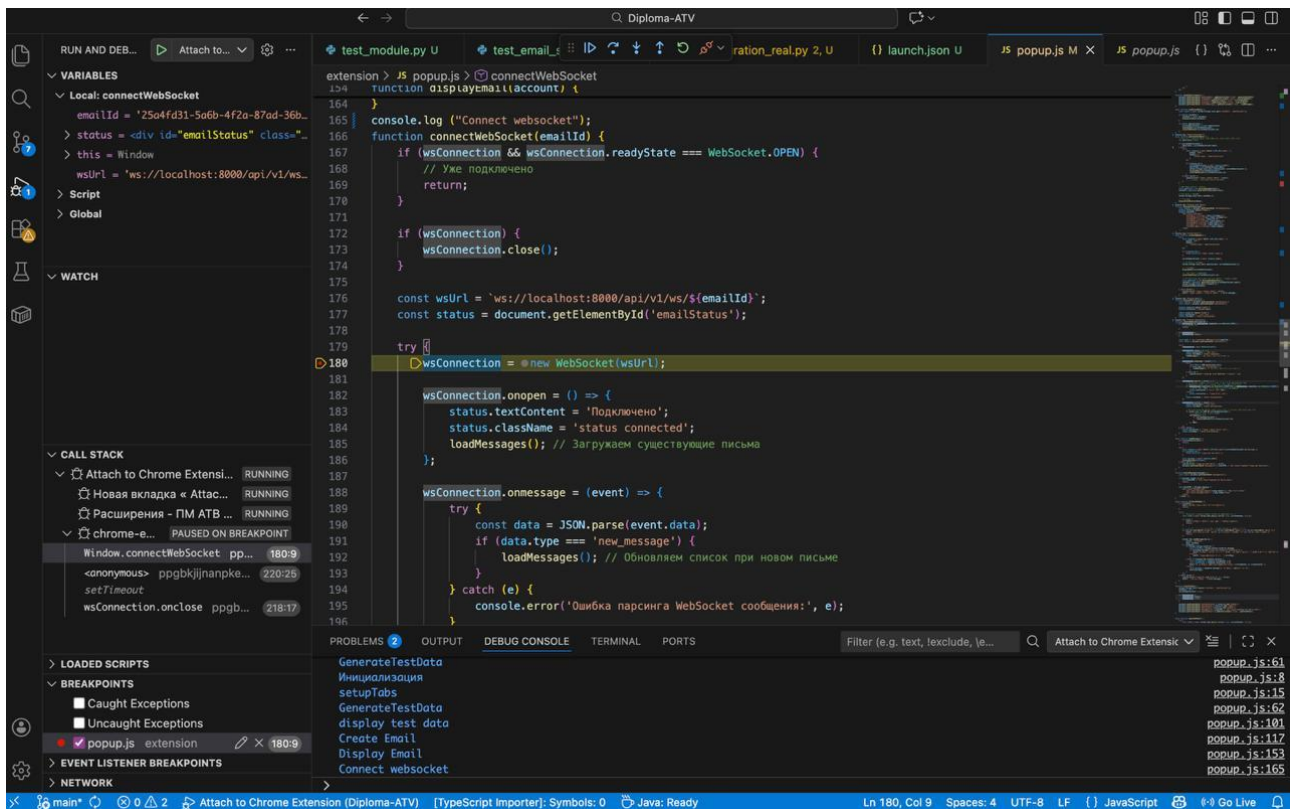 Diploma-ATV
RUN AND DEB...
Attach to...
test_module.py U
test_email_s
ration_real.py 2, U
{} launch.json U
JS popup.js M
JS popup.js
extension > JS popup.js > connectWebSocket
VARIABLES
Local: connectWebSocket
emailId = '25a4fd31-5a6b-4f2a-87ad-36b…
status = <div id="emailStatus" class="…
this = Window
wsUrl = 'ws://localhost:8000/api/v1/ws…
Script
Global
WATCH
CALL STACK
Attach to Chrome Extensi... RUNNING
Новая вкладка « Attac... RUNNING
Расширения - ПМ АТВ ... RUNNING
chrome-e... PAUSED ON BREAKPOINT
Window.connectWebSocket pp... 180:9
<anonymous> ppgbkjijnanpke... 220:25
setTimeout
wsConnection.onclose ppgb... 218:17
LOADED SCRIPTS
BREAKPOINTS
Caught Exceptions
Uncaught Exceptions
popup.js extension 180:9
EVENT LISTENER BREAKPOINTS
NETWORK
154 function displayEmail(account) {
164 }
165 console.log ("Connect websocket");
166 function connectWebSocket(emailId) {
167 if (wsConnection && wsConnection.readyState === WebSocket.OPEN) {
168 // Уже подключено
169 return;
170 }
171
172 if (wsConnection) {
173 wsConnection.close();
174 }
175
176 const wsUrl = `ws://localhost:8000/api/v1/ws/${emailId}`;
177 const status = document.getElementById('emailStatus');
178
179 try {
180 wsConnection = new WebSocket(wsUrl);
181
182 wsConnection.onopen = () => {
183 status.textContent = 'Подключено';
184 status.className = 'status connected';
185 loadMessages(); // Загружаем существующие письма
186 };
187
188 wsConnection.onmessage = (event) => {
189 try {
190 const data = JSON.parse(event.data);
191 if (data.type === 'new_message') {
192 loadMessages(); // Обновляем список при новом письме
193 }
194 } catch (e) {
195 console.error('Ошибка парсинга WebSocket сообщения:', e);
196 }
PROBLEMS 2 OUTPUT DEBUG CONSOLE TERMINAL PORTS
Filter (e.g. text, !exclude, \e...
Attach to Chrome Extensic
GenerateTestData popup.js:61
Инициализация popup.js:8
setupTabs popup.js:15
GenerateTestData popup.js:62
display test data popup.js:101
Create Email popup.js:117
Display Email popup.js:153
Connect websocket popup.js:165
>
main* 0 2 Attach to Chrome Extension (Diploma-ATV) [TypeScript Importer]: Symbols: 0 Java: Ready
Ln 180, Col 9 Spaces: 4 UTF-8 LF {} JavaScript Go Live